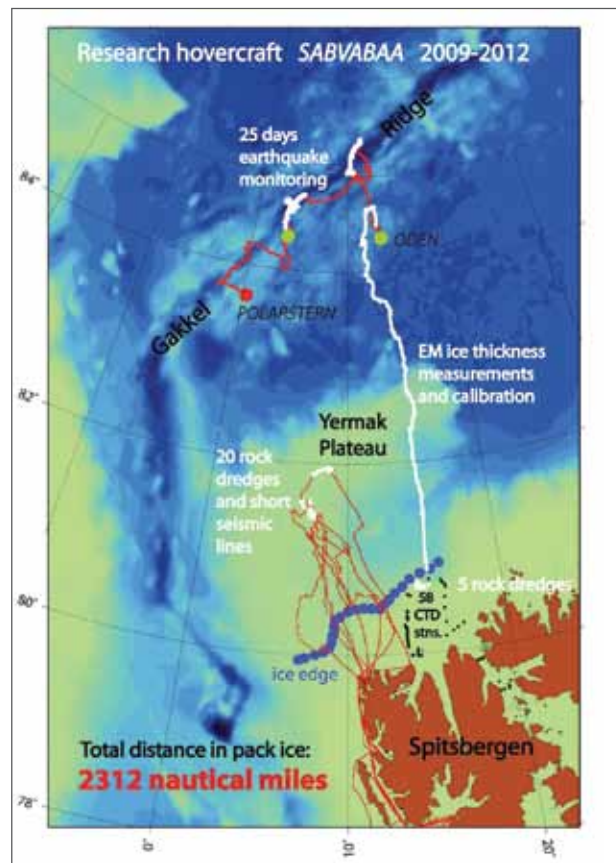 Research hovercraft SABVABAA 2009-2012
25 days
earthquake
monitoring
Ridge
84°
ODEN
POLARSTERN
Gakkel
EM ice thickness
measurements
and calibration
82°
Yermak
Plateau
20 rock
dredges
and short
seismic
lines
5 rock dredges
58
CTD
stns.
80°
ice edge
Total distance in pack ice:
2312 nautical miles
Spitsbergen
78°
0°
10°
20°